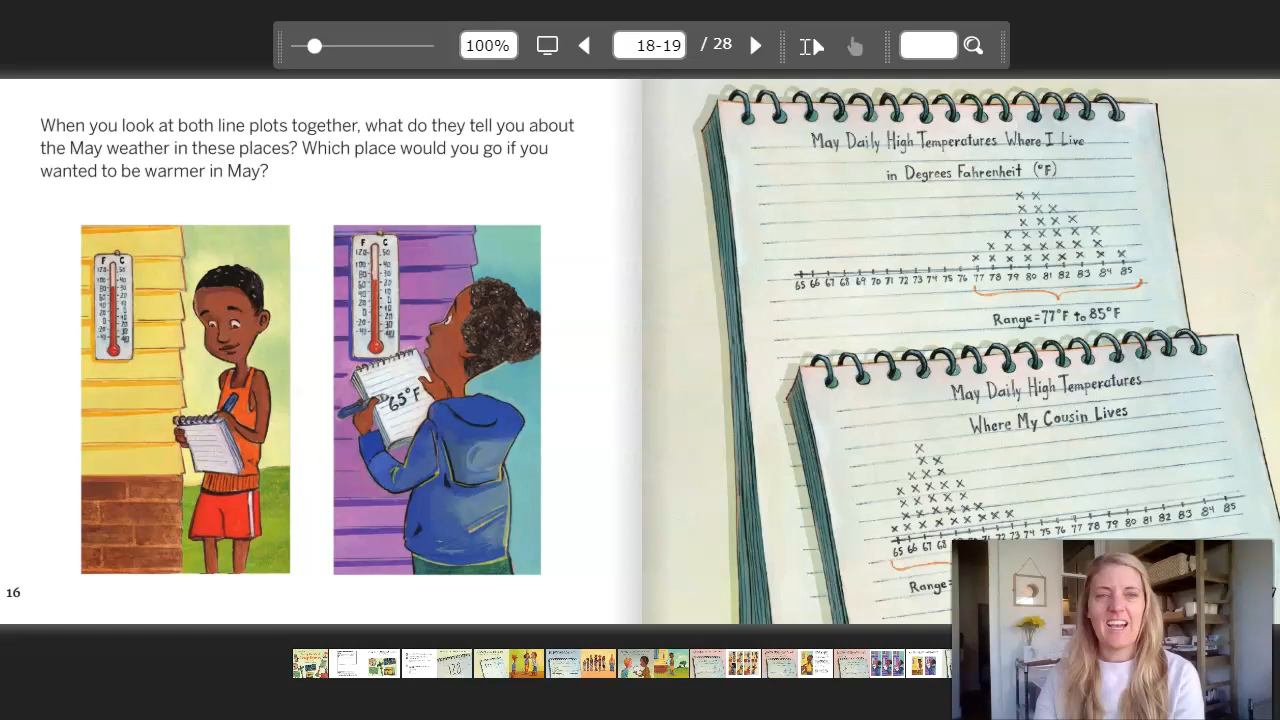 100%
18-19
/ 28
When you look at both line plots together, what do they tell you about
the May weather in these places? Which place would you go if you
wanted to be warmer in May?
F C
F C
65°F
16
May Daily High Temperatures Where I Live
in Degrees Fahrenheit (°F)
65 66 67 68 69 70 71 72 73 74 75 76 77 78 79 80 81 82 83 84 85
Range = 77°F to 85°F
May Daily High Temperatures
Where My Cousin Lives
65 66 67 68 72 73 74 75 76 77 78 79 80 81 82 83 84 85
Range =